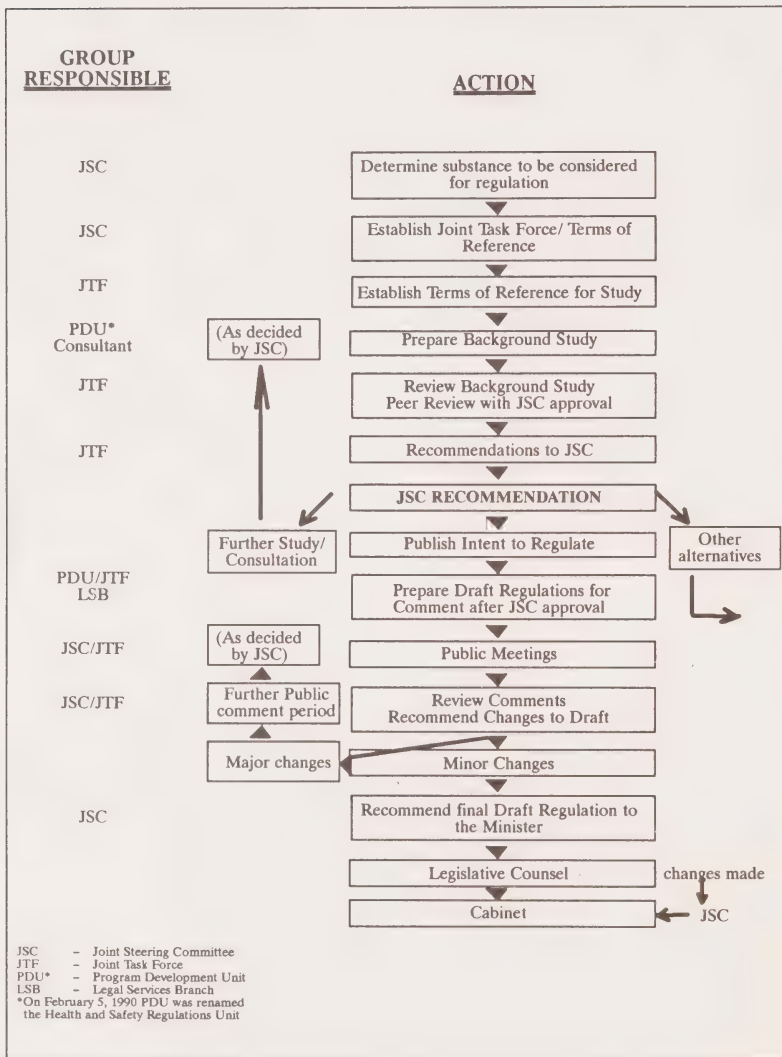 GROUP
RESPONSIBLE
ACTION
JSC
Determine substance to be considered
for regulation
JSC
Establish Joint Task Force/ Terms of
Reference
JTF
Establish Terms of Reference for Study
PDU*
Consultant
(As decided
by JSC)
Prepare Background Study
JTF
Review Background Study
Peer Review with JSC approval
JTF
Recommendations to JSC
JSC RECOMMENDATION
Further Study/
Consultation
Publish Intent to Regulate
Other
alternatives
PDU/JTF
LSB
Prepare Draft Regulations for
Comment after JSC approval
JSC/JTF
(As decided
by JSC)
Public Meetings
JSC/JTF
Further Public
comment period
Review Comments
Recommend Changes to Draft
Major changes
Minor Changes
JSC
Recommend final Draft Regulation to
the Minister
Legislative Counsel
changes made
Cabinet
JSC
JSC – Joint Steering Committee
JTF – Joint Task Force
PDU* – Program Development Unit
LSB – Legal Services Branch
*On February 5, 1990 PDU was renamed
the Health and Safety Regulations Unit